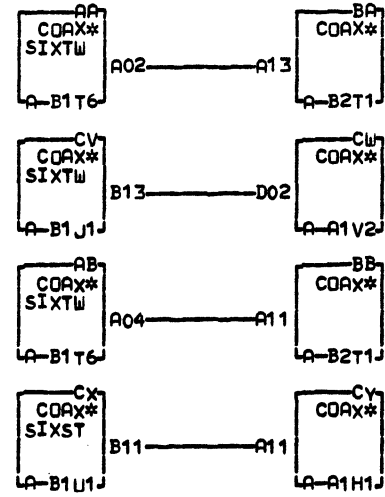 AA BA
COAX* COAX*
SIXTW
A02 A13
A-B1T6 A-B2T1
CV CW
COAX* COAX*
SIXTW
B13 D02
A-B1J1 A-A1V2
AB BB
COAX* COAX*
SIXTW
A04 A11
A-B1T6 A-B2T1
CX CY
COAX* COAX*
SIXST
B11 A11
A-B1U1 A-A1H1